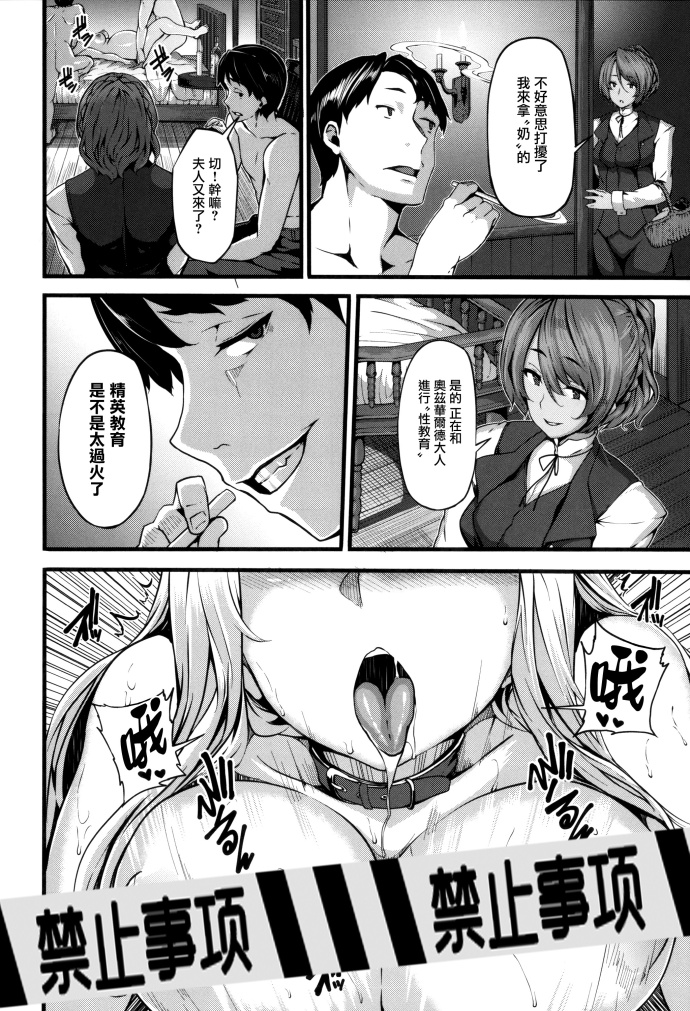 不好意思打擾了
我來拿〝奶〞的
切！幹嘛？
夫人又來了？
是的 正在和
奧茲華爾德大人
進行〝性教育〞
精英教育
是不是太過火了
哦♥♥
哦♥♥
禁止事项
禁止事项